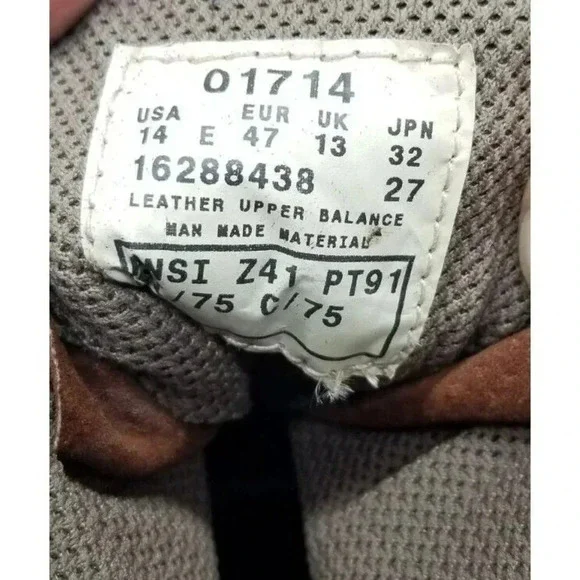 01714
USA EUR UK JPN
14 E 47 13 32
16288438 27
LEATHER UPPER BALANCE
MAN MADE MATERIAL
ANSI Z41 PT91
/75 C/75